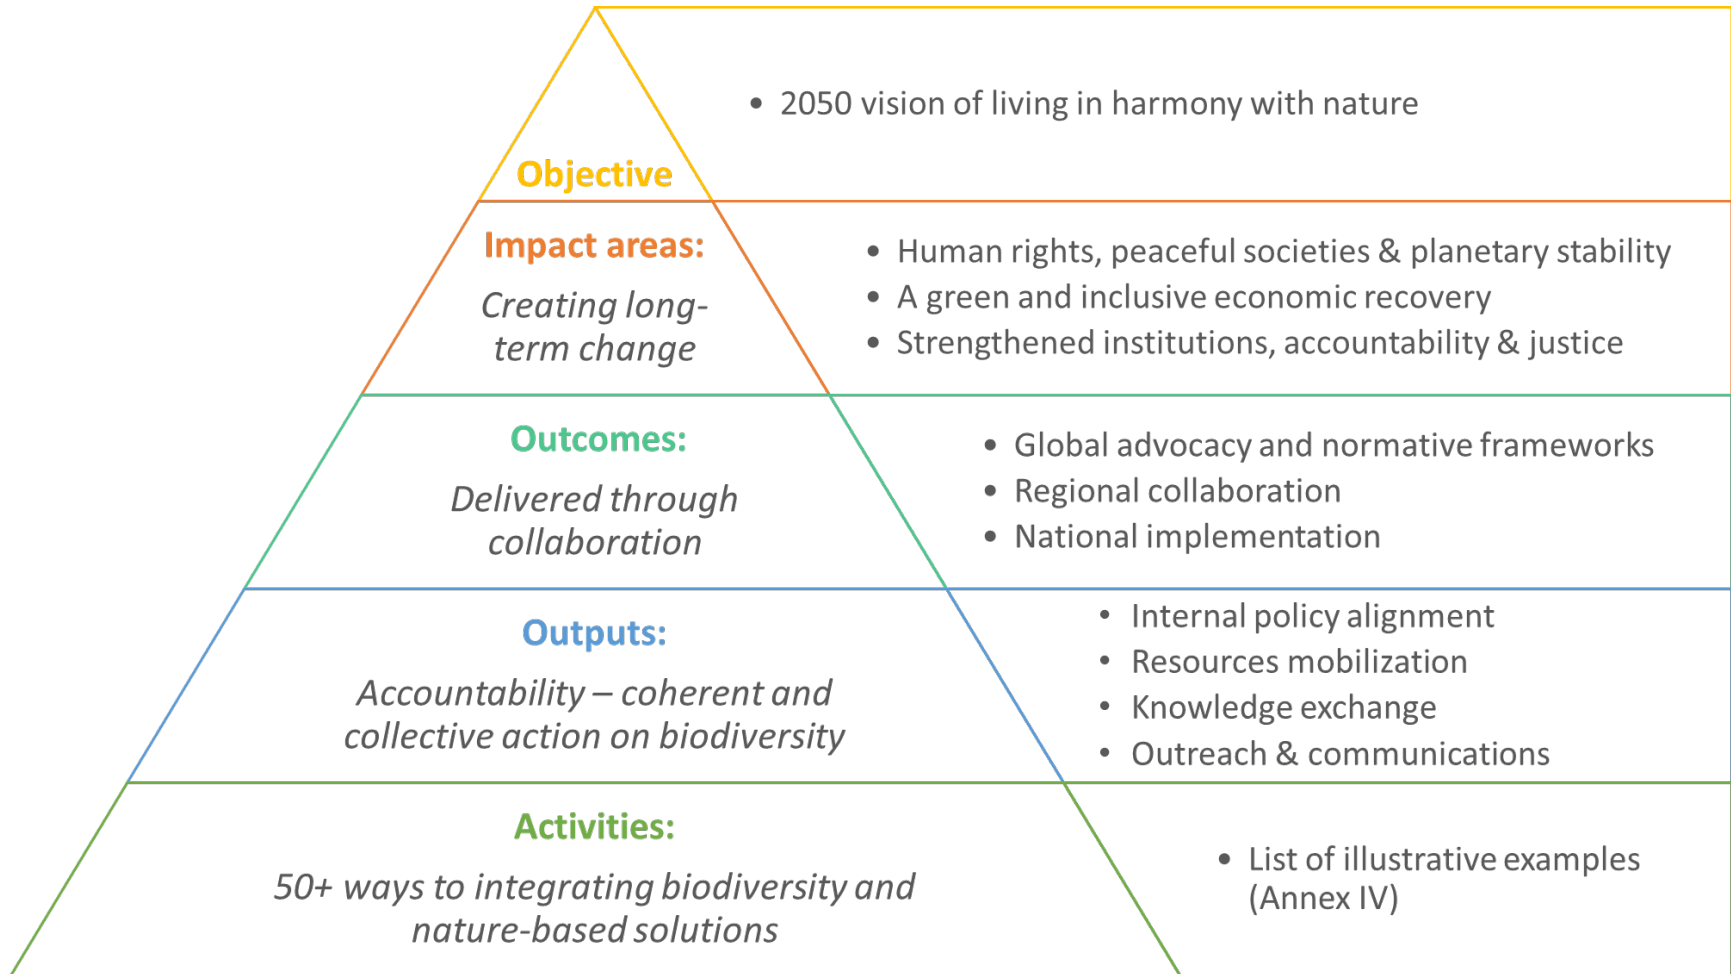 • 2050 vision of living in harmony with nature
Objective
Impact areas:
Creating long-
term change
• Human rights, peaceful societies & planetary stability
• A green and inclusive economic recovery
• Strengthened institutions, accountability & justice
Outcomes:
Delivered through
collaboration
• Global advocacy and normative frameworks
• Regional collaboration
• National implementation
Outputs:
Accountability – coherent and
collective action on biodiversity
• Internal policy alignment
• Resources mobilization
• Knowledge exchange
• Outreach & communications
Activities:
50+ ways to integrating biodiversity and
nature-based solutions
• List of illustrative examples
(Annex IV)